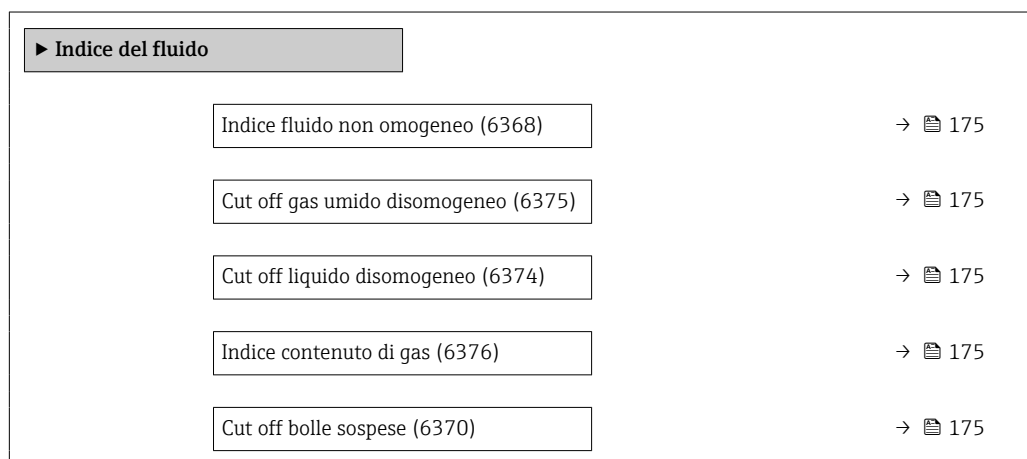 ▶ Indice del fluido
Indice fluido non omogeneo (6368) → 175
Cut off gas umido disomogeneo (6375) → 175
Cut off liquido disomogeneo (6374) → 175
Indice contenuto di gas (6376) → 175
Cut off bolle sospese (6370) → 175